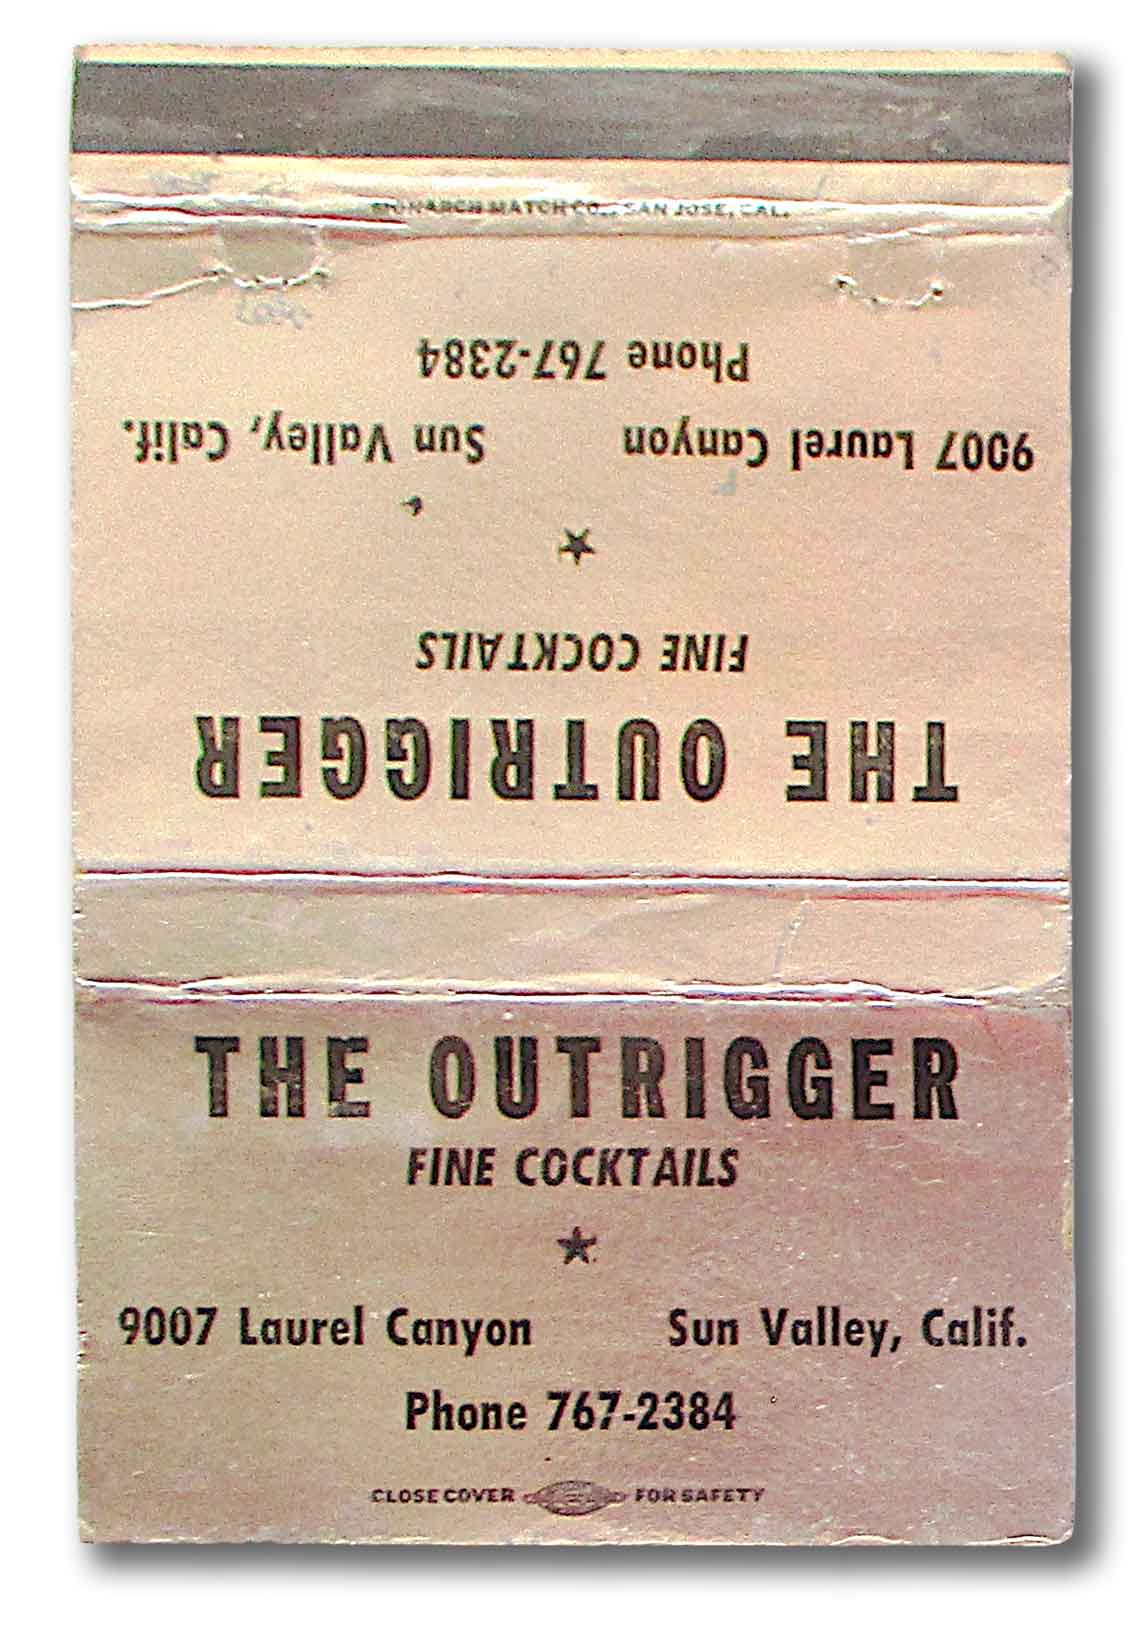 MONARCH MATCH CO., SAN JOSE, CAL.
THE OUTRIGGER
FINE COCKTAILS
9007 Laurel Canyon Sun Valley, Calif.
Phone 767-2384
THE OUTRIGGER
FINE COCKTAILS
9007 Laurel Canyon Sun Valley, Calif.
Phone 767-2384
CLOSE COVER FOR SAFETY